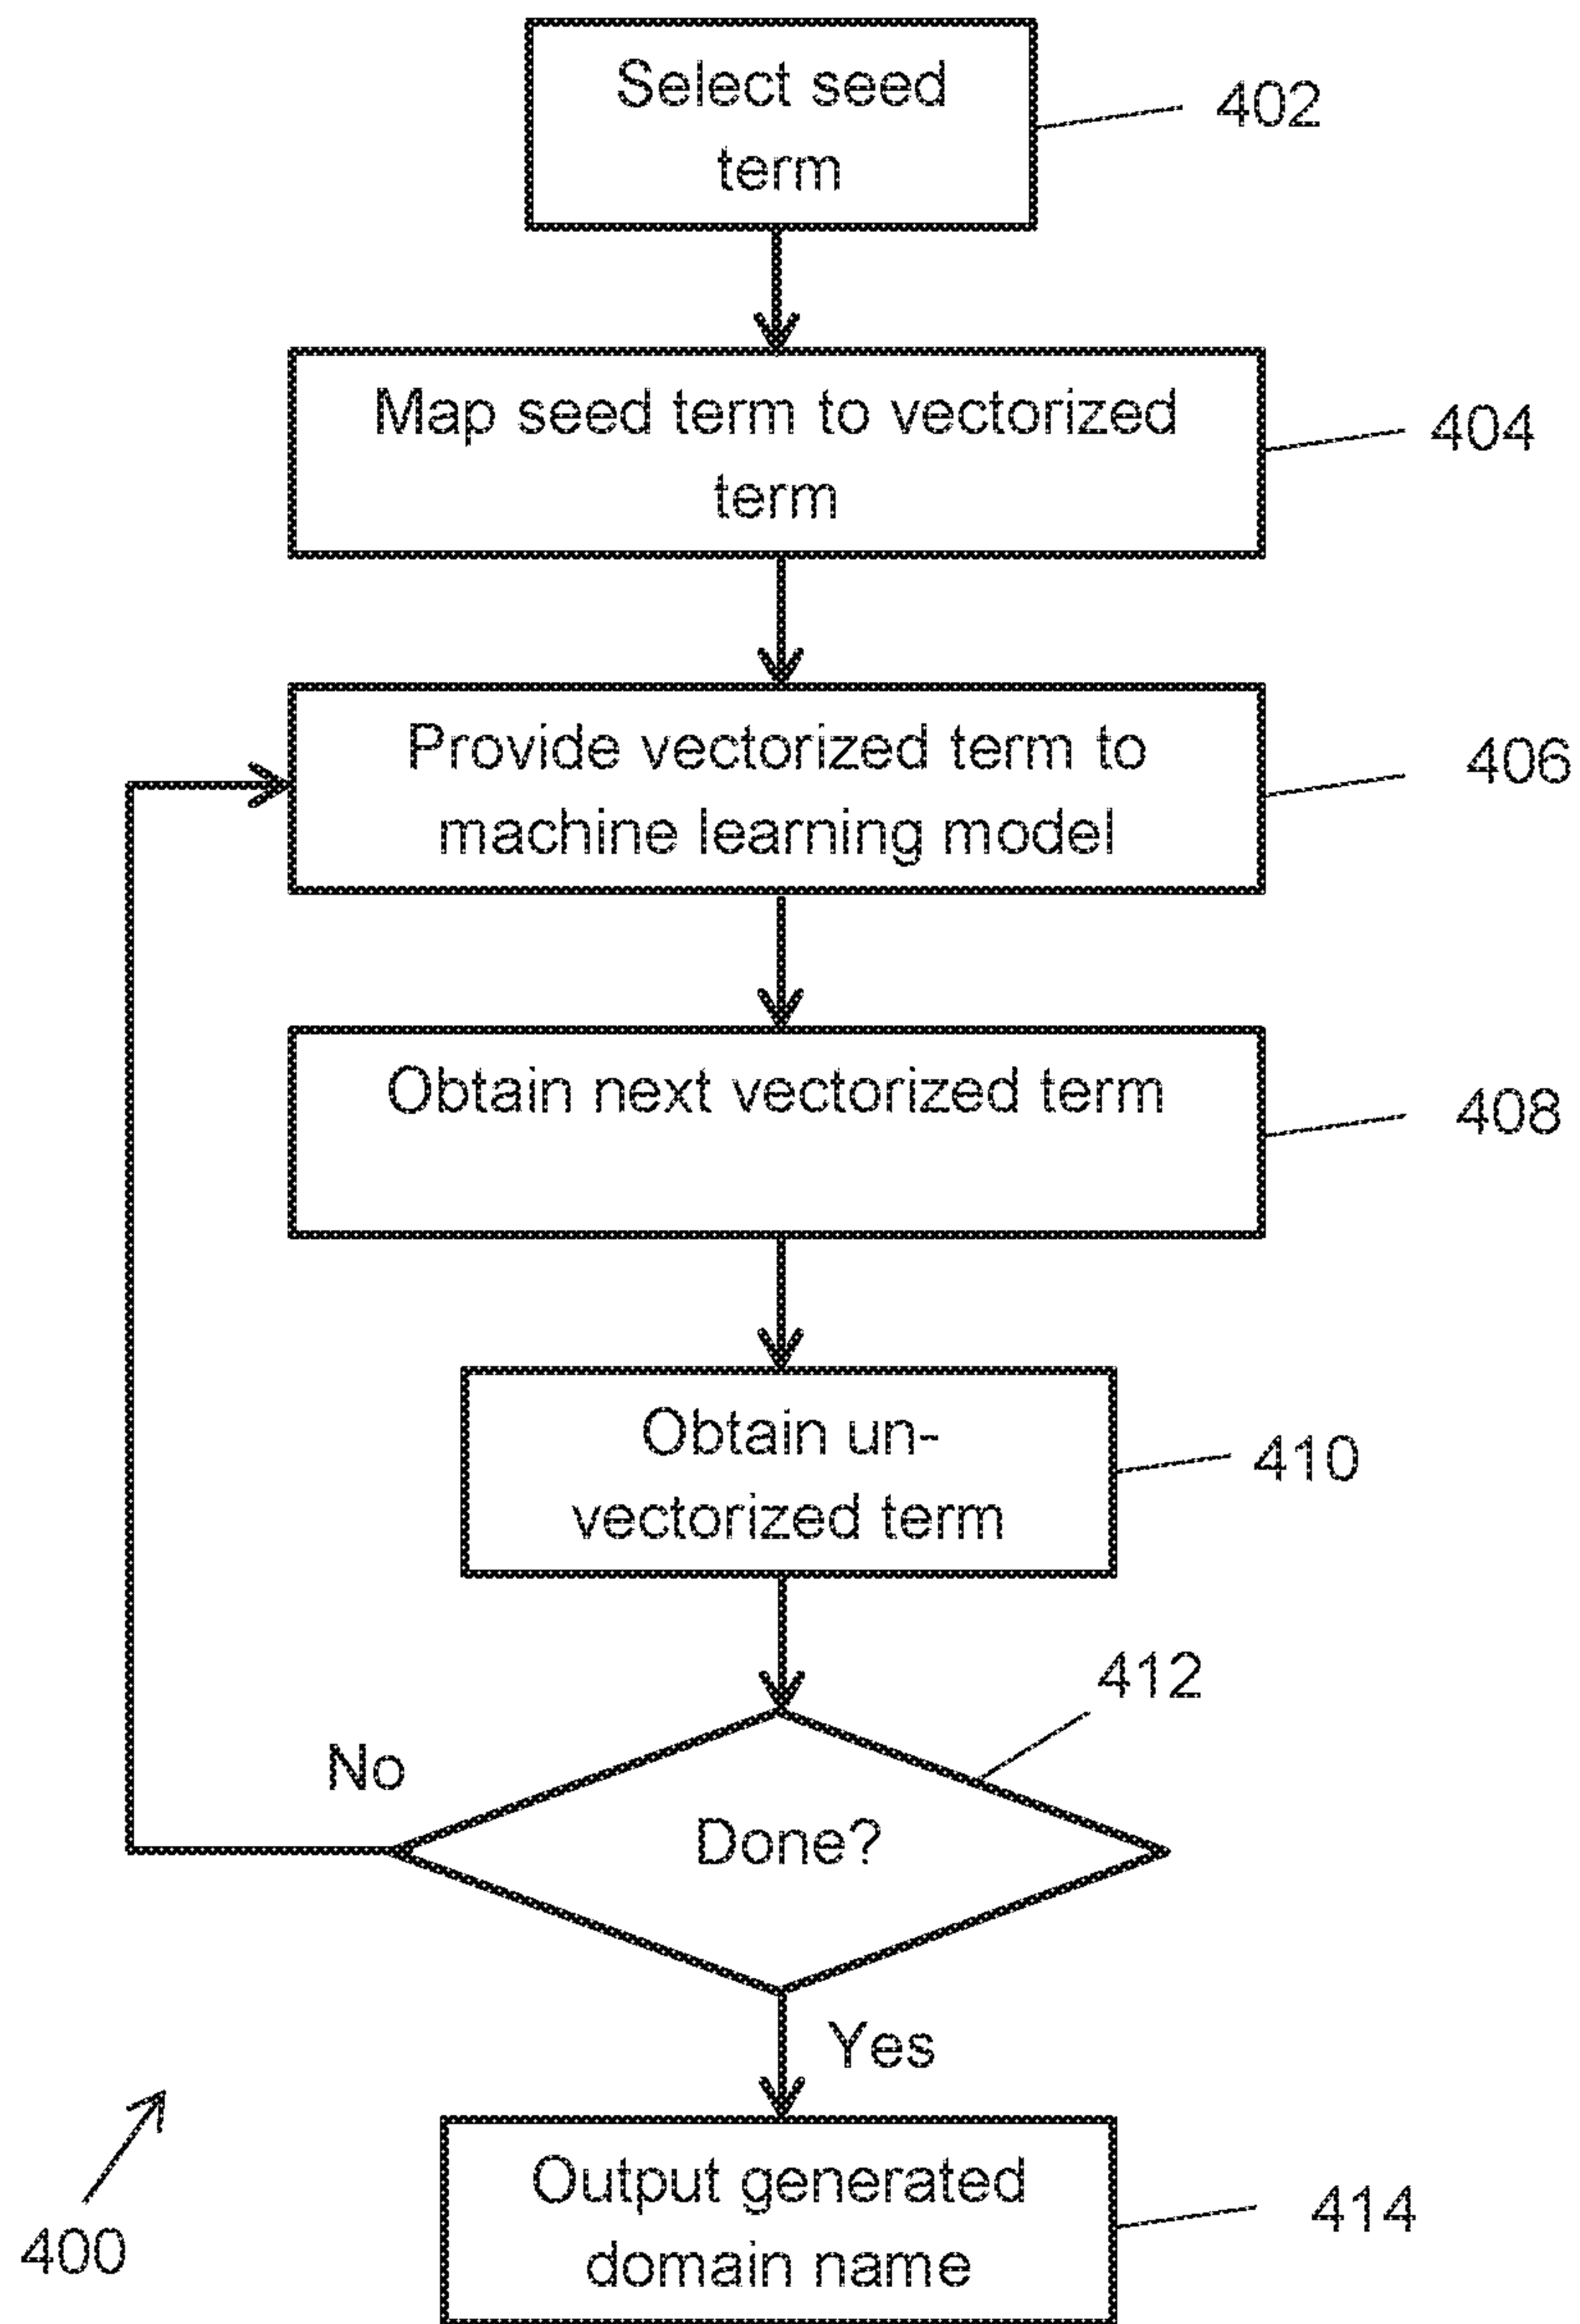 Select seed
term
402
Map seed term to vectorized
term
404
Provide vectorized term to
machine learning model
406
Obtain next vectorized term
408
Obtain un-
vectorized term
410
412
No
Done?
Yes
Output generated
domain name
414
400